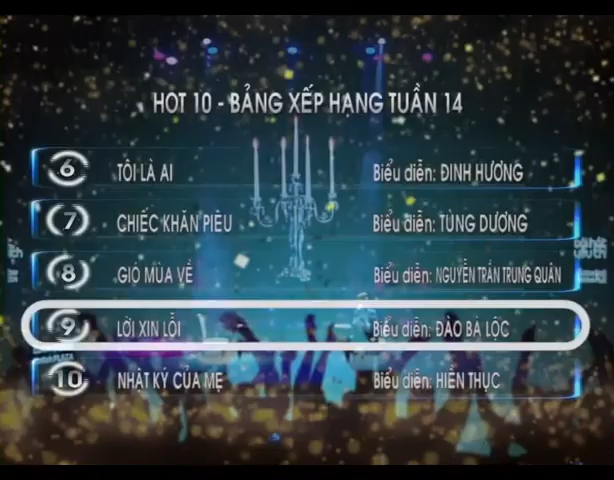 HOT 10 - BẢNG XẾP HẠNG TUẦN 14
6 TÔI LÀ AI Biểu diễn: ĐINH HƯƠNG
7 CHIẾC KHĂN PIÊU Biểu diễn: TÙNG DƯƠNG
8 GIÓ MÙA VỀ Biểu diễn: NGUYỄN TRẦN TRUNG QUÂN
9 LỜI XIN LỖI Biểu diễn: ĐÀO BÁ LỘC
10 NHẬT KÝ CỦA MẸ Biểu diễn: HIỀN THỤC